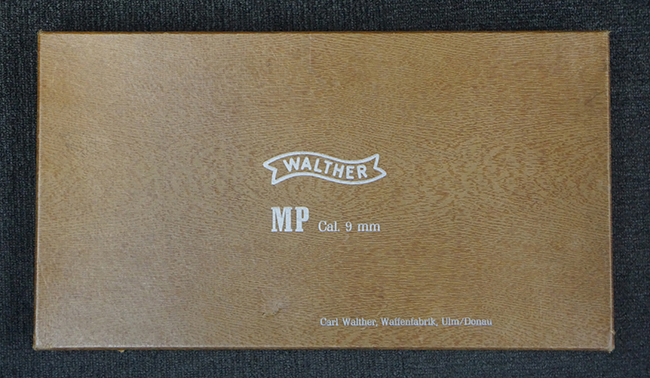 WALTHER
MP Cal. 9 mm
Carl Walther, Waffenfabrik, Ulm/Donau